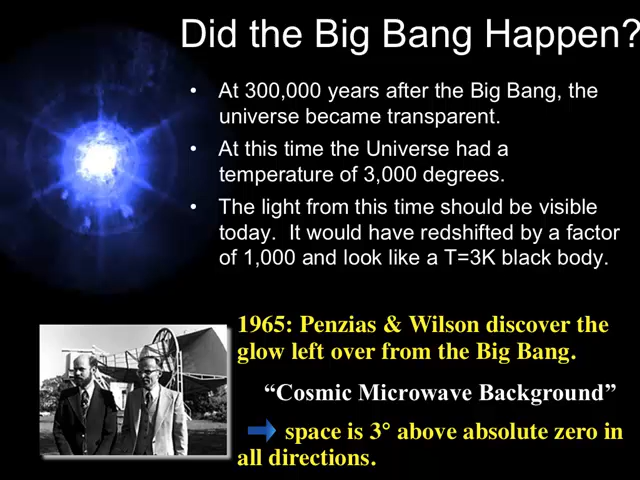 Did the Big Bang Happen?
• At 300,000 years after the Big Bang, the
universe became transparent.
• At this time the Universe had a
temperature of 3,000 degrees.
• The light from this time should be visible
today. It would have redshifted by a factor
of 1,000 and look like a T=3K black body.
1965: Penzias & Wilson discover the
glow left over from the Big Bang.
“Cosmic Microwave Background”
space is 3° above absolute zero in
all directions.